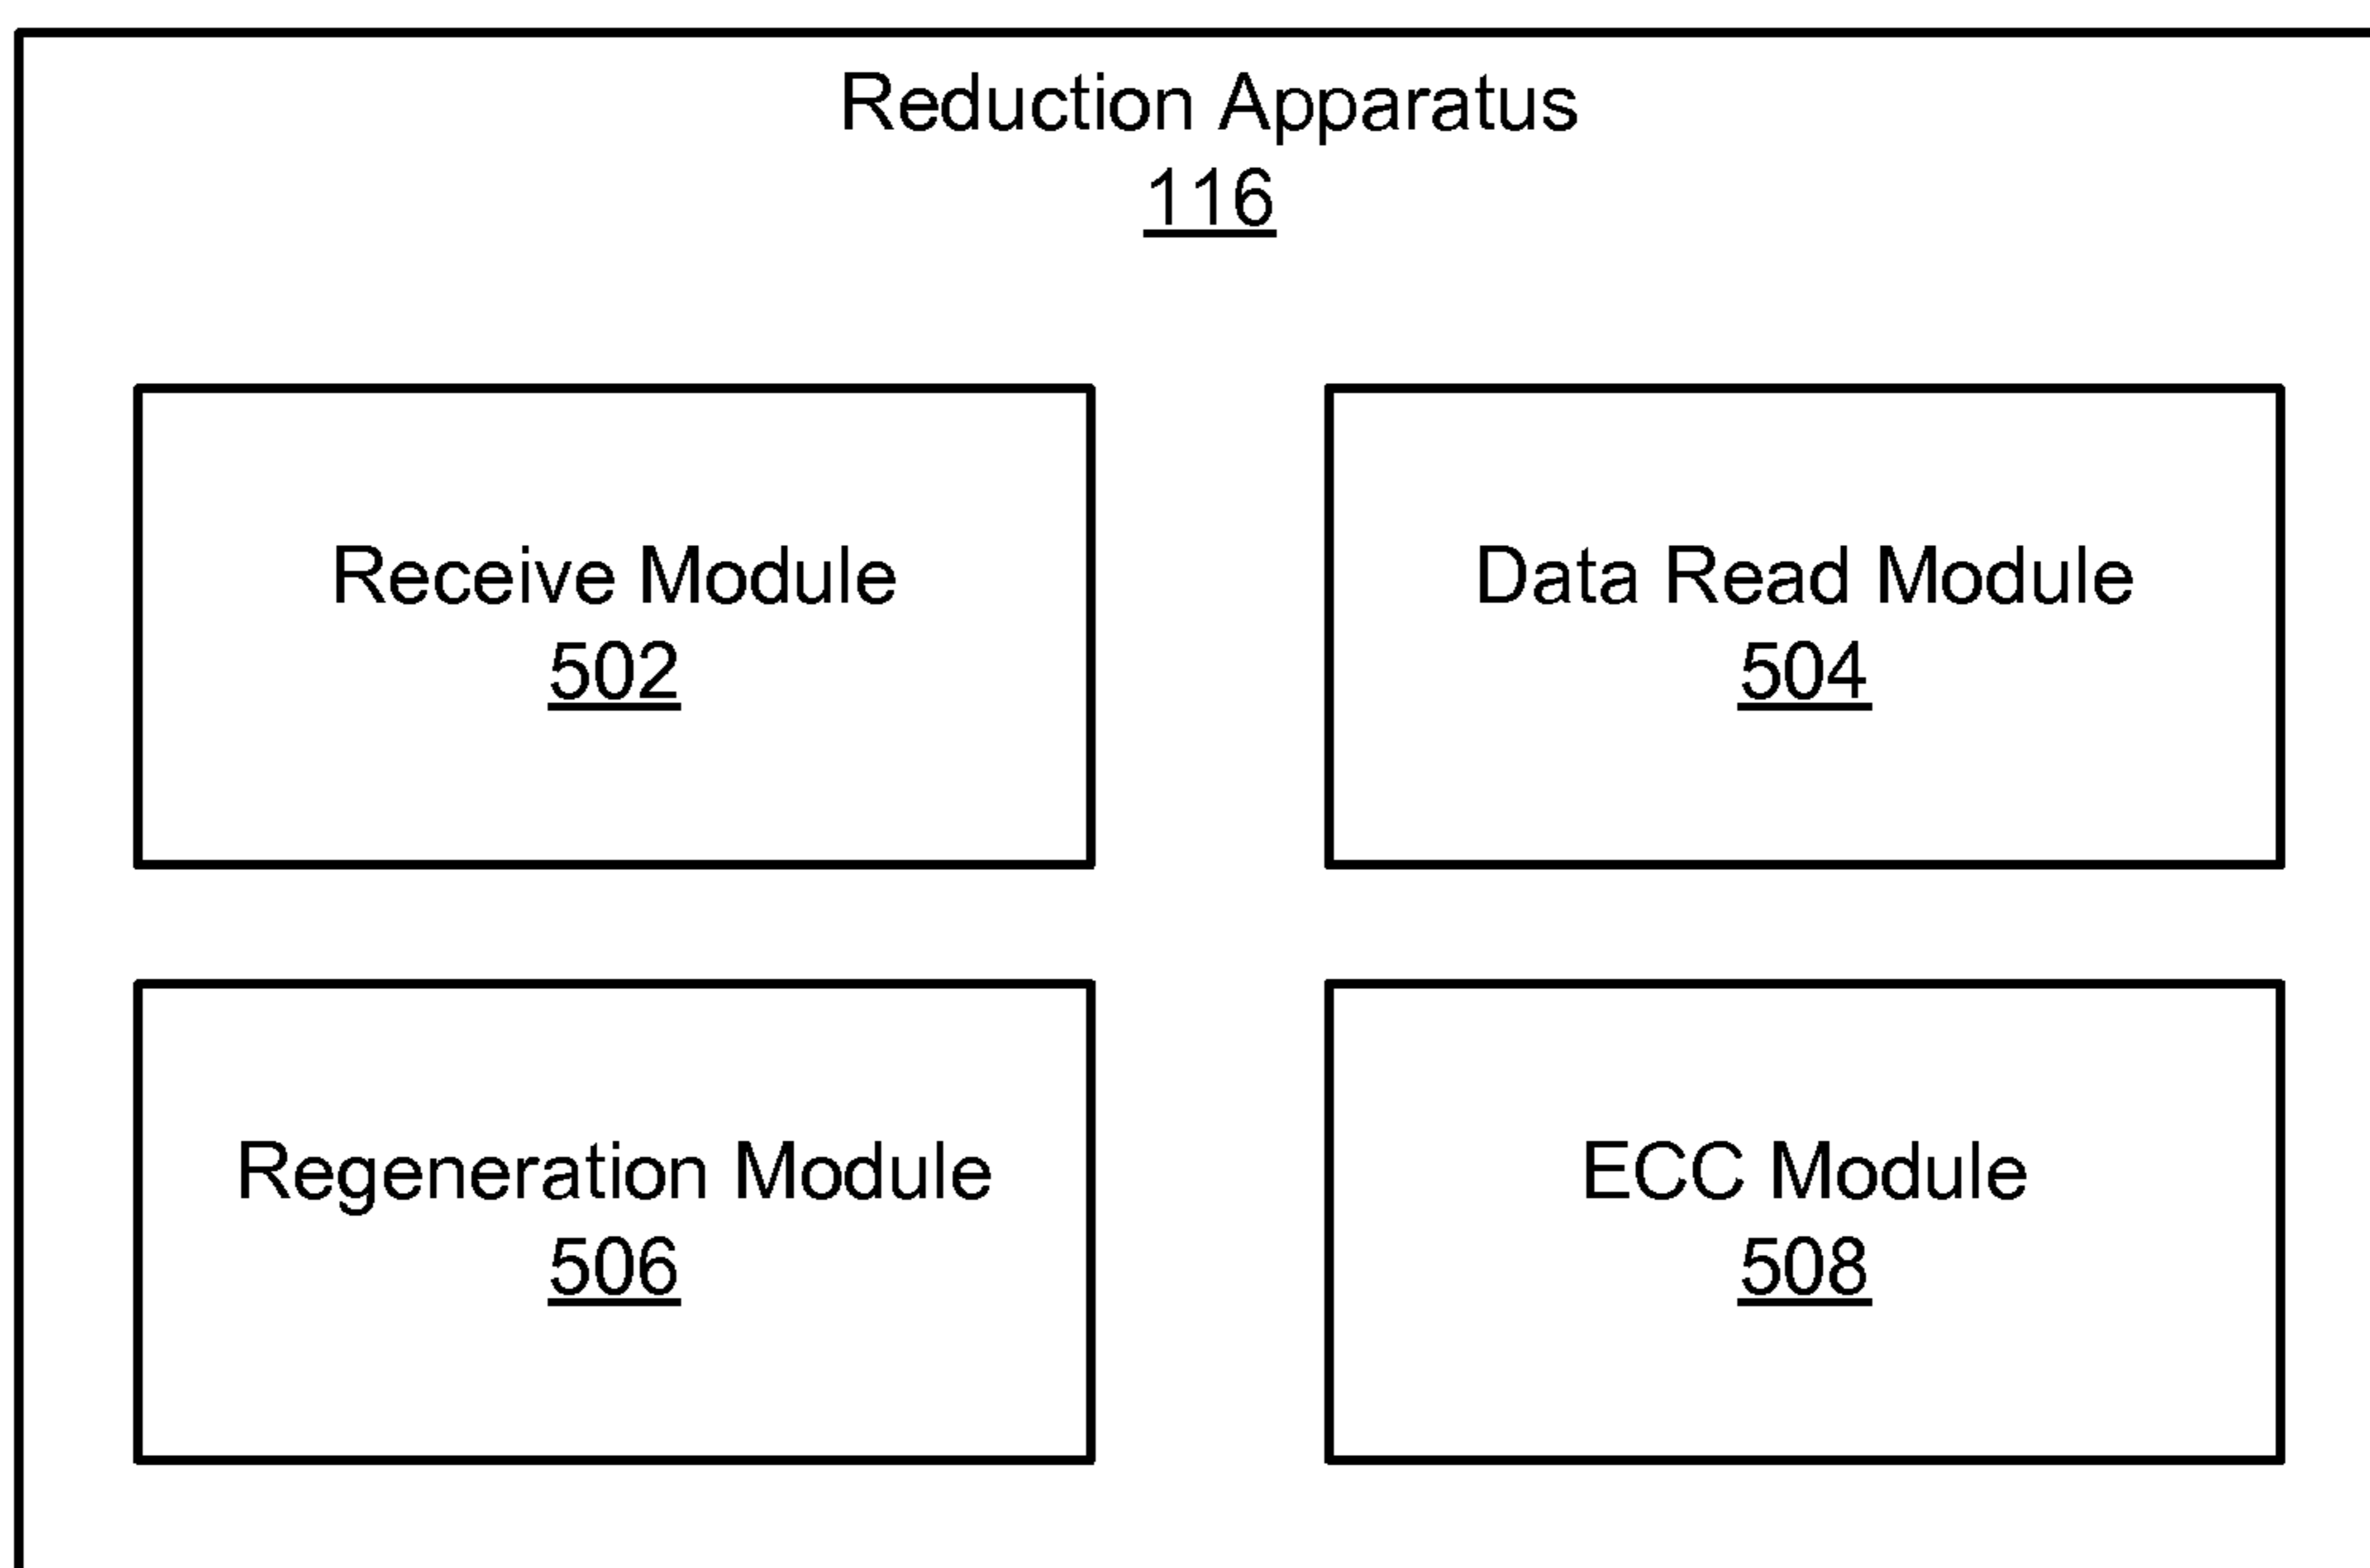 Reduction Apparatus
116
Receive Module
502
Data Read Module
504
Regeneration Module
506
ECC Module
508